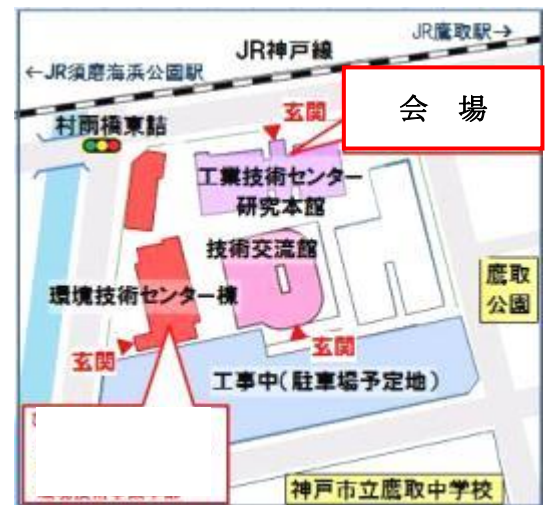 JR鷹取駅→
JR神戸線
←JR須磨海浜公園駅
会 場
玄関
村雨橋東詰
工業技術センター
研究本館
技術交流館
鷹取
公園
環境技術センター棟
玄関
玄関
工事中(駐車場予定地)
神戸市立鷹取中学校